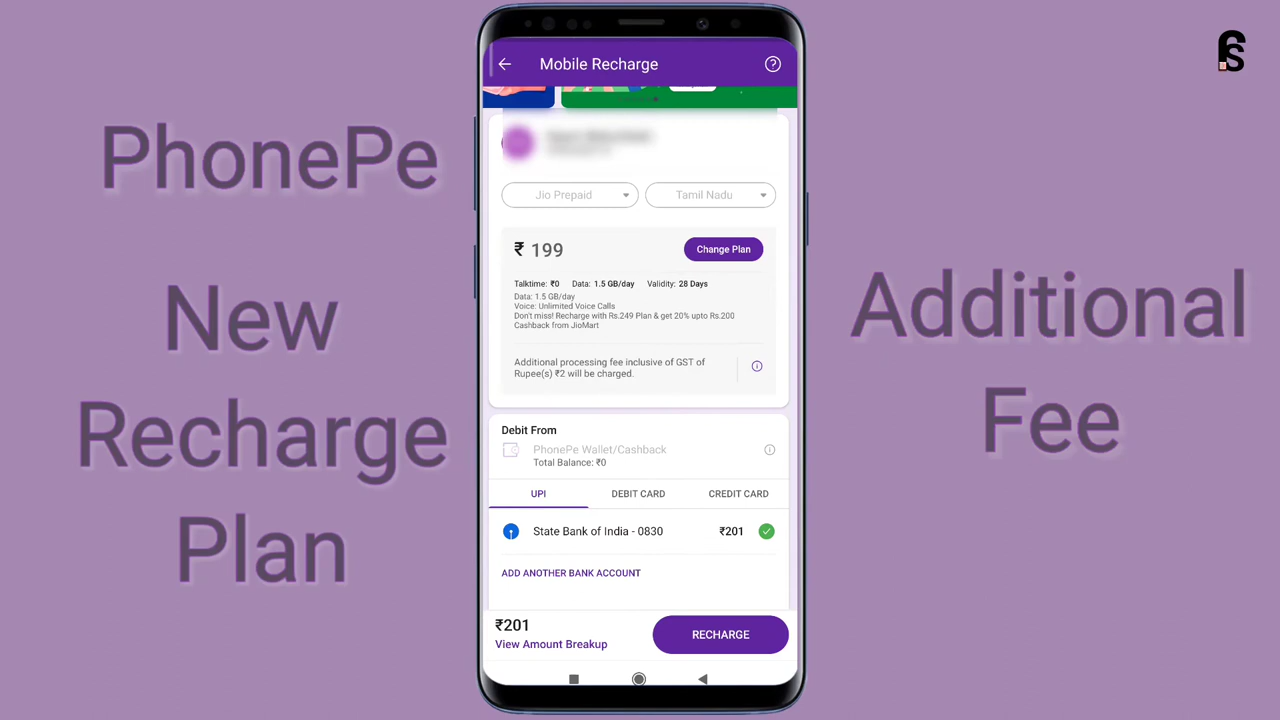 PhonePe
New
Recharge
Plan
Mobile Recharge
Jio Prepaid
Tamil Nadu
₹ 199
Change Plan
Talktime: ₹0 Data: 1.5 GB/day Validity: 28 Days
Data: 1.5 GB/day
Voice: Unlimited Voice Calls
Don't miss! Recharge with Rs.249 Plan & get 20% upto Rs.200
Cashback from JioMart
Additional processing fee inclusive of GST of
Rupee(s) ₹2 will be charged.
Debit From
PhonePe Wallet/Cashback
Total Balance: ₹0
UPI DEBIT CARD CREDIT CARD
State Bank of India - 0830 ₹201
ADD ANOTHER BANK ACCOUNT
₹201
View Amount Breakup
RECHARGE
Additional
Fee